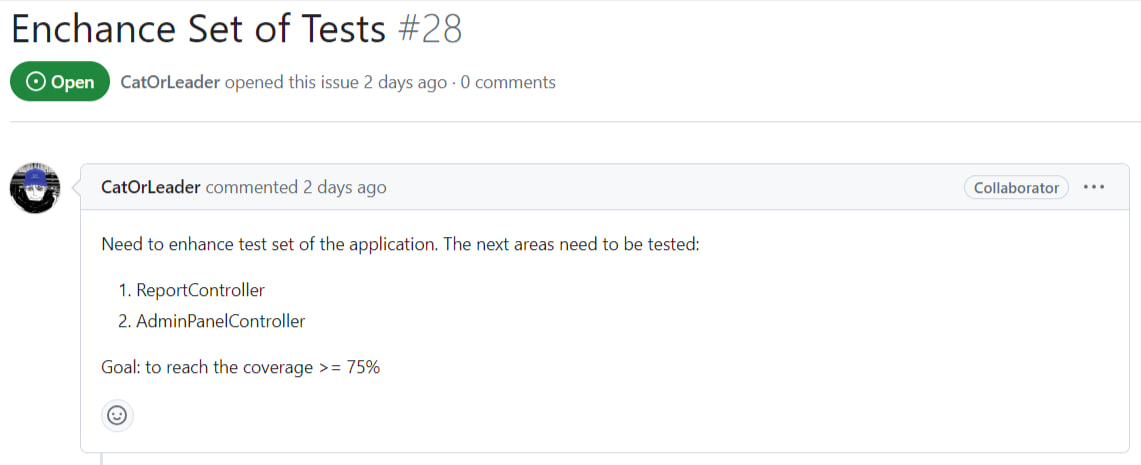 Enchance Set of Tests #28
Open CatOrLeader opened this issue 2 days ago · 0 comments
CatOrLeader commented 2 days ago Collaborator
Need to enhance test set of the application. The next areas need to be tested:
1. ReportController
2. AdminPanelController
Goal: to reach the coverage >= 75%